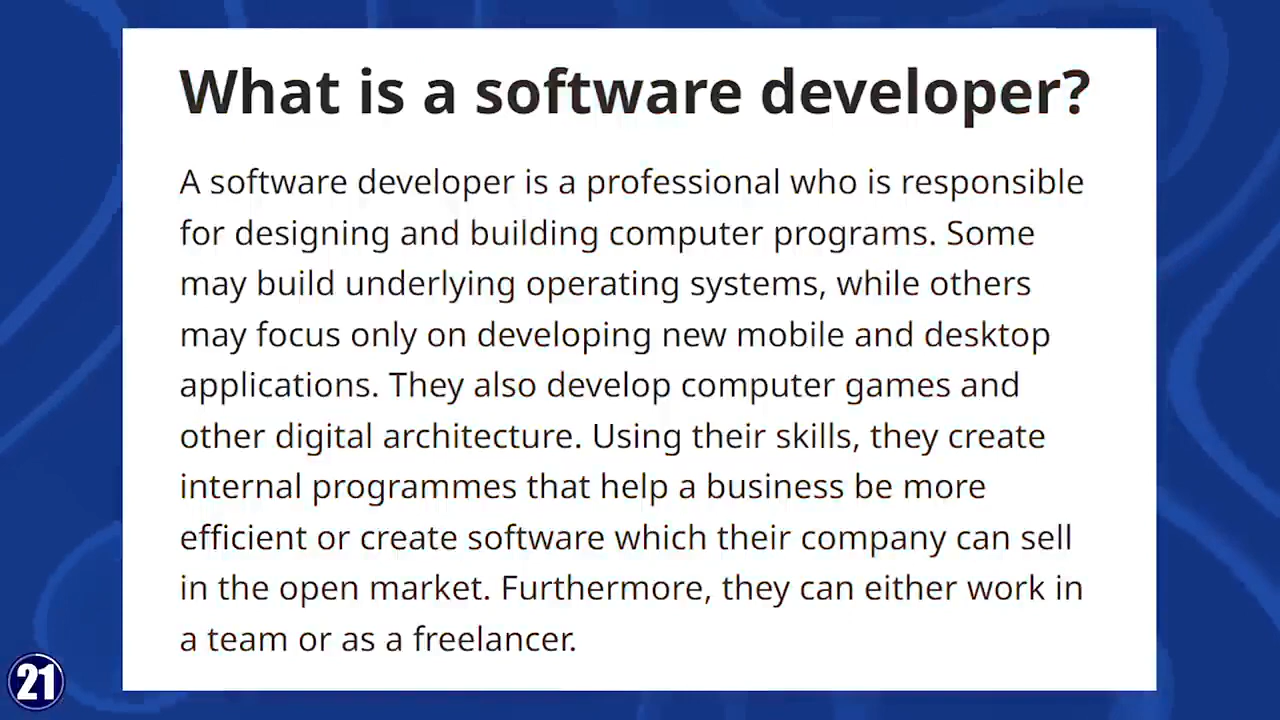 What is a software developer?
A software developer is a professional who is responsible
for designing and building computer programs. Some
may build underlying operating systems, while others
may focus only on developing new mobile and desktop
applications. They also develop computer games and
other digital architecture. Using their skills, they create
internal programmes that help a business be more
efficient or create software which their company can sell
in the open market. Furthermore, they can either work in
a team or as a freelancer.
21